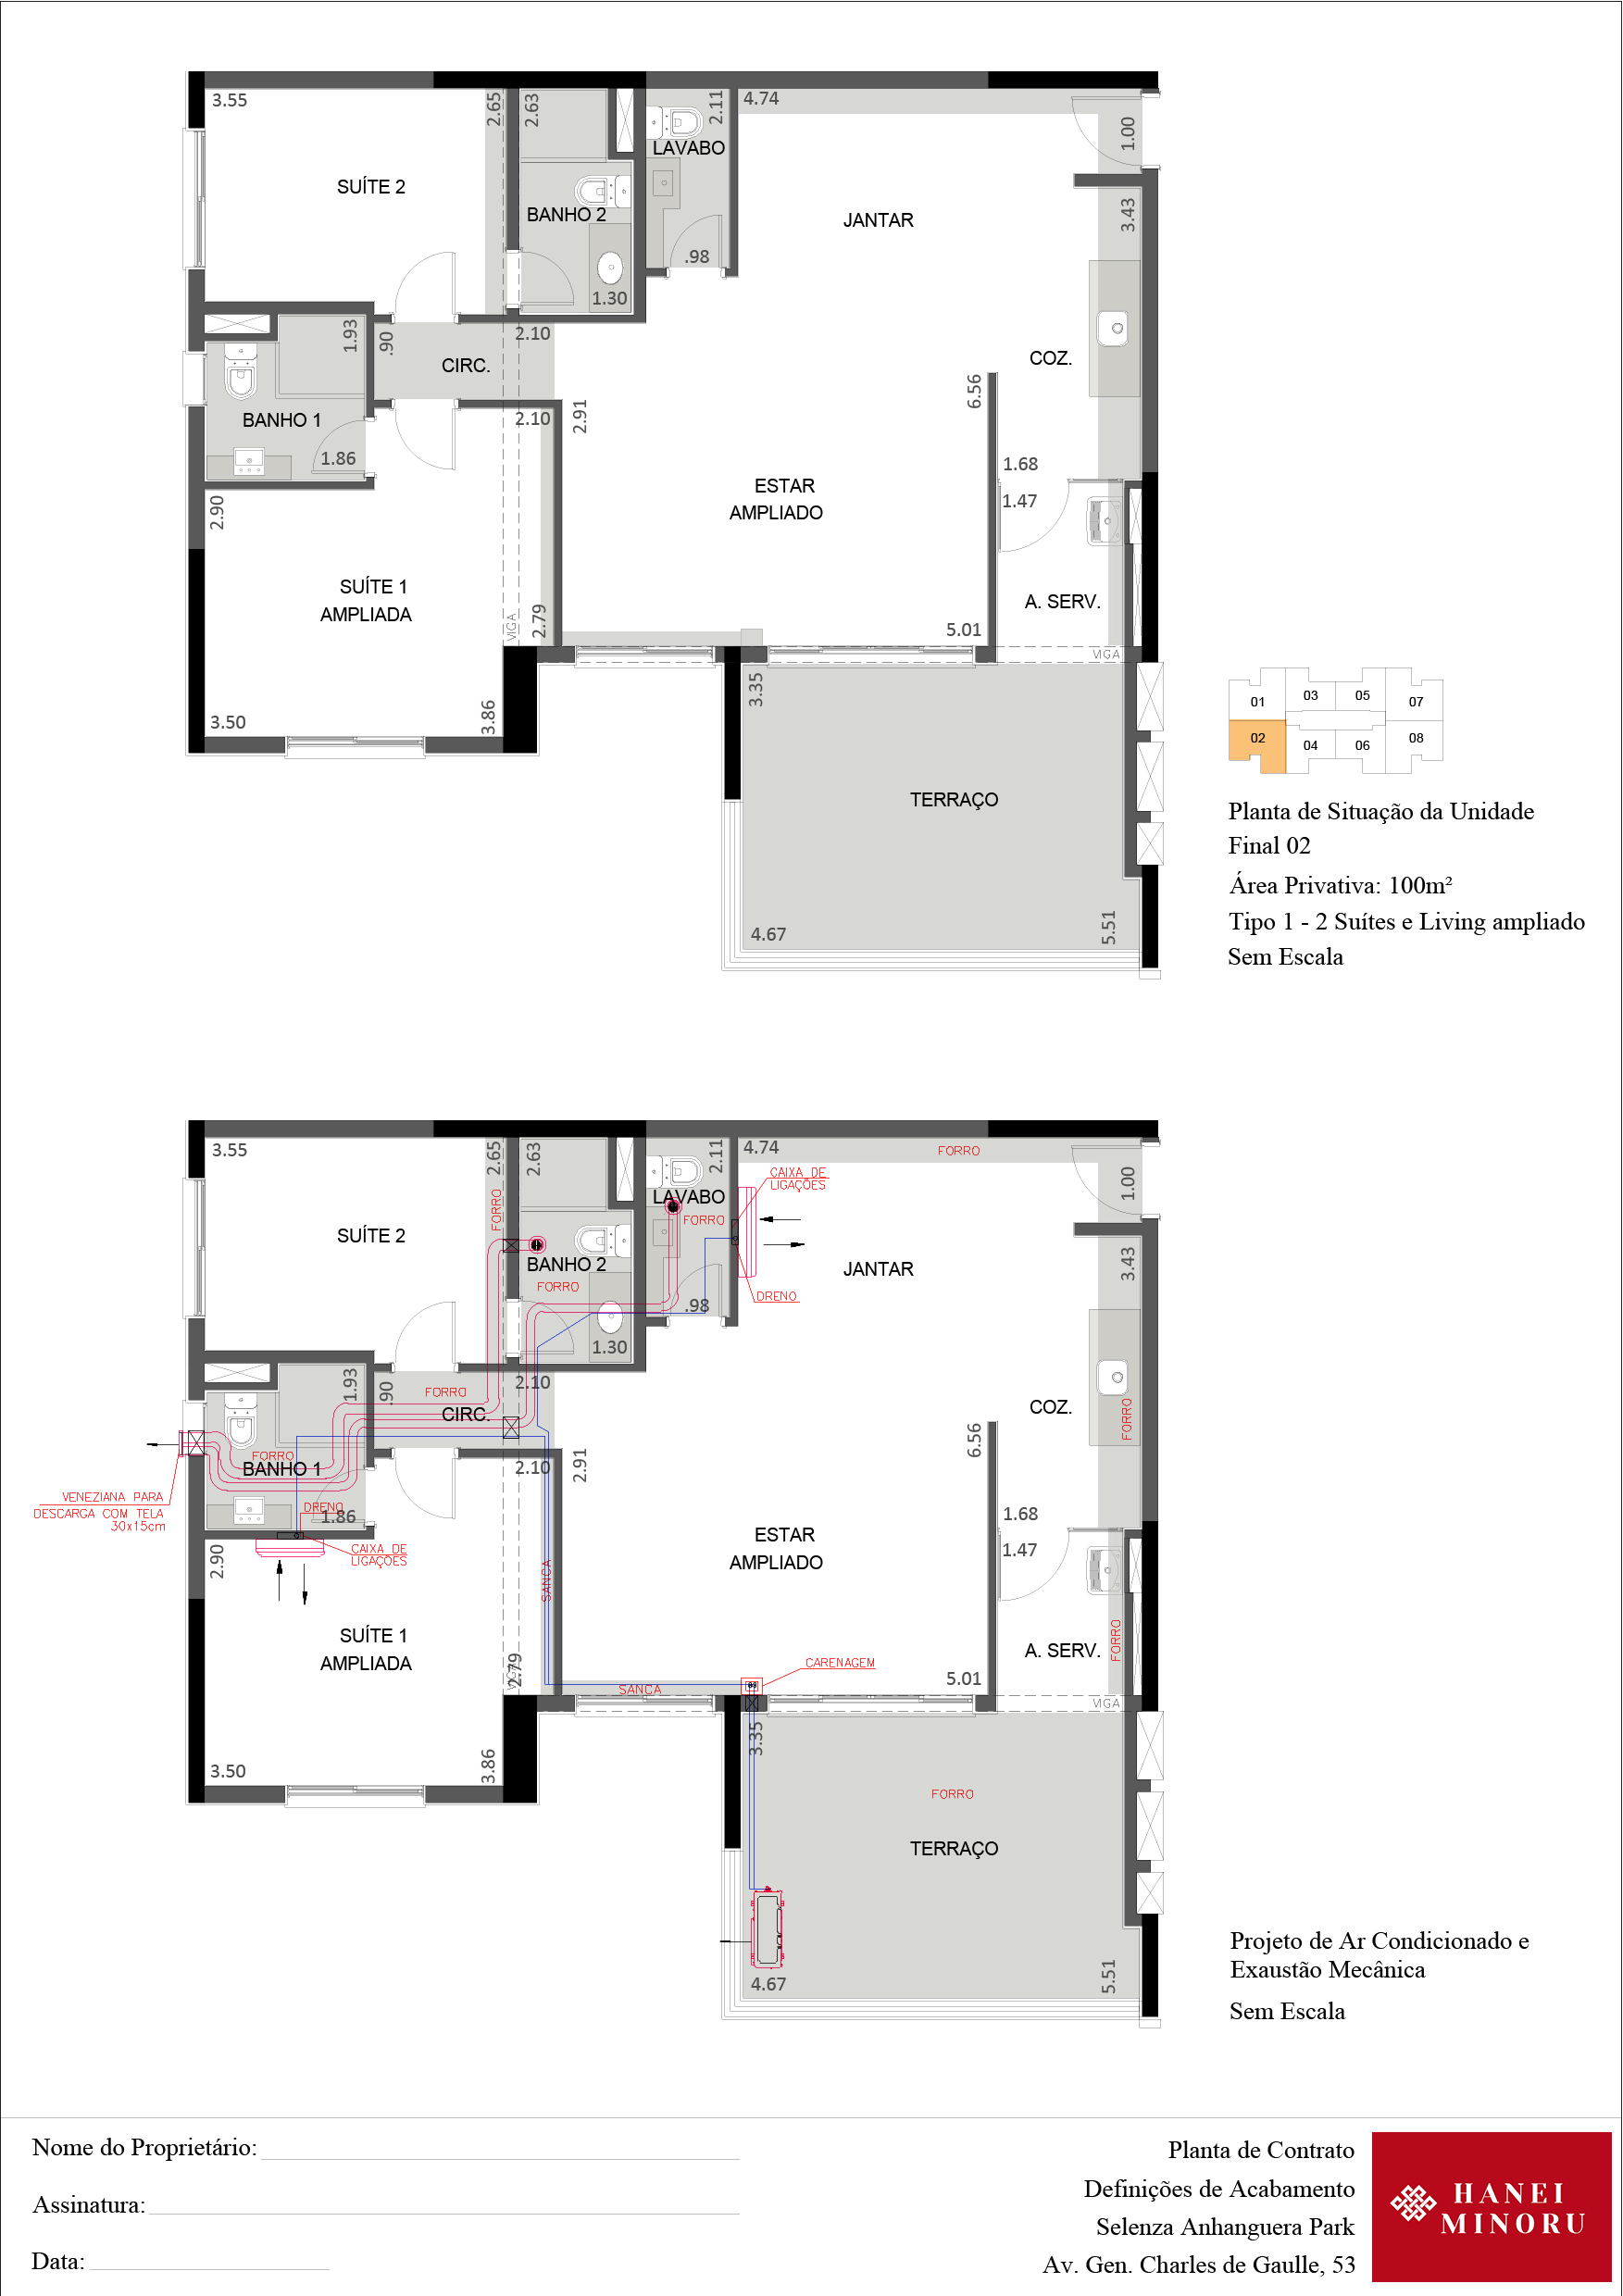 3.55
2.65
2.63
2.11
4.74
1.00
LAVABO
SUÍTE 2
BANHO 2
JANTAR
3.43
.98
1.30
1.93
.90
2.10
CIRC.
COZ.
BANHO 1
2.10
2.91
6.56
1.86
1.68
2.90
ESTAR
AMPLIADO
1.47
SUÍTE 1
AMPLIADA
VIGA
2.79
A. SERV.
5.01
VIGA
3.35
3.50
3.86
TERRAÇO
4.67
5.51
01
03
05
07
02
04
06
08
Planta de Situação da Unidade
Final 02
Área Privativa: 100m²
Tipo 1 - 2 Suítes e Living ampliado
Sem Escala
3.55
2.65
2.63
2.11
4.74
FORRO
1.00
CAIXA DE
LIGAÇÕES
LAVABO
FORRO
FORRO
SUÍTE 2
BANHO 2
FORRO
JANTAR
3.43
DRENO
.98
1.30
1.93
.90
2.10
FORRO
CIRC.
COZ.
FORRO
FORRO
BANHO 1
2.10
2.91
6.56
VENEZIANA PARA
DESCARGA COM TELA
30x15cm
DRENO
1.86
1.68
CAIXA DE
LIGAÇÕES
2.90
ESTAR
AMPLIADO
1.47
SANCA
SUÍTE 1
AMPLIADA
VIGA
2.79
A. SERV.
FORRO
CARENAGEM
5.01
SANCA
VIGA
3.35
3.50
3.86
FORRO
TERRAÇO
4.67
5.51
Projeto de Ar Condicionado e
Exaustão Mecânica
Sem Escala
Nome do Proprietário:
Assinatura:
Data:
Planta de Contrato
Definições de Acabamento
Selenza Anhanguera Park
Av. Gen. Charles de Gaulle, 53
HANEI
MINORU